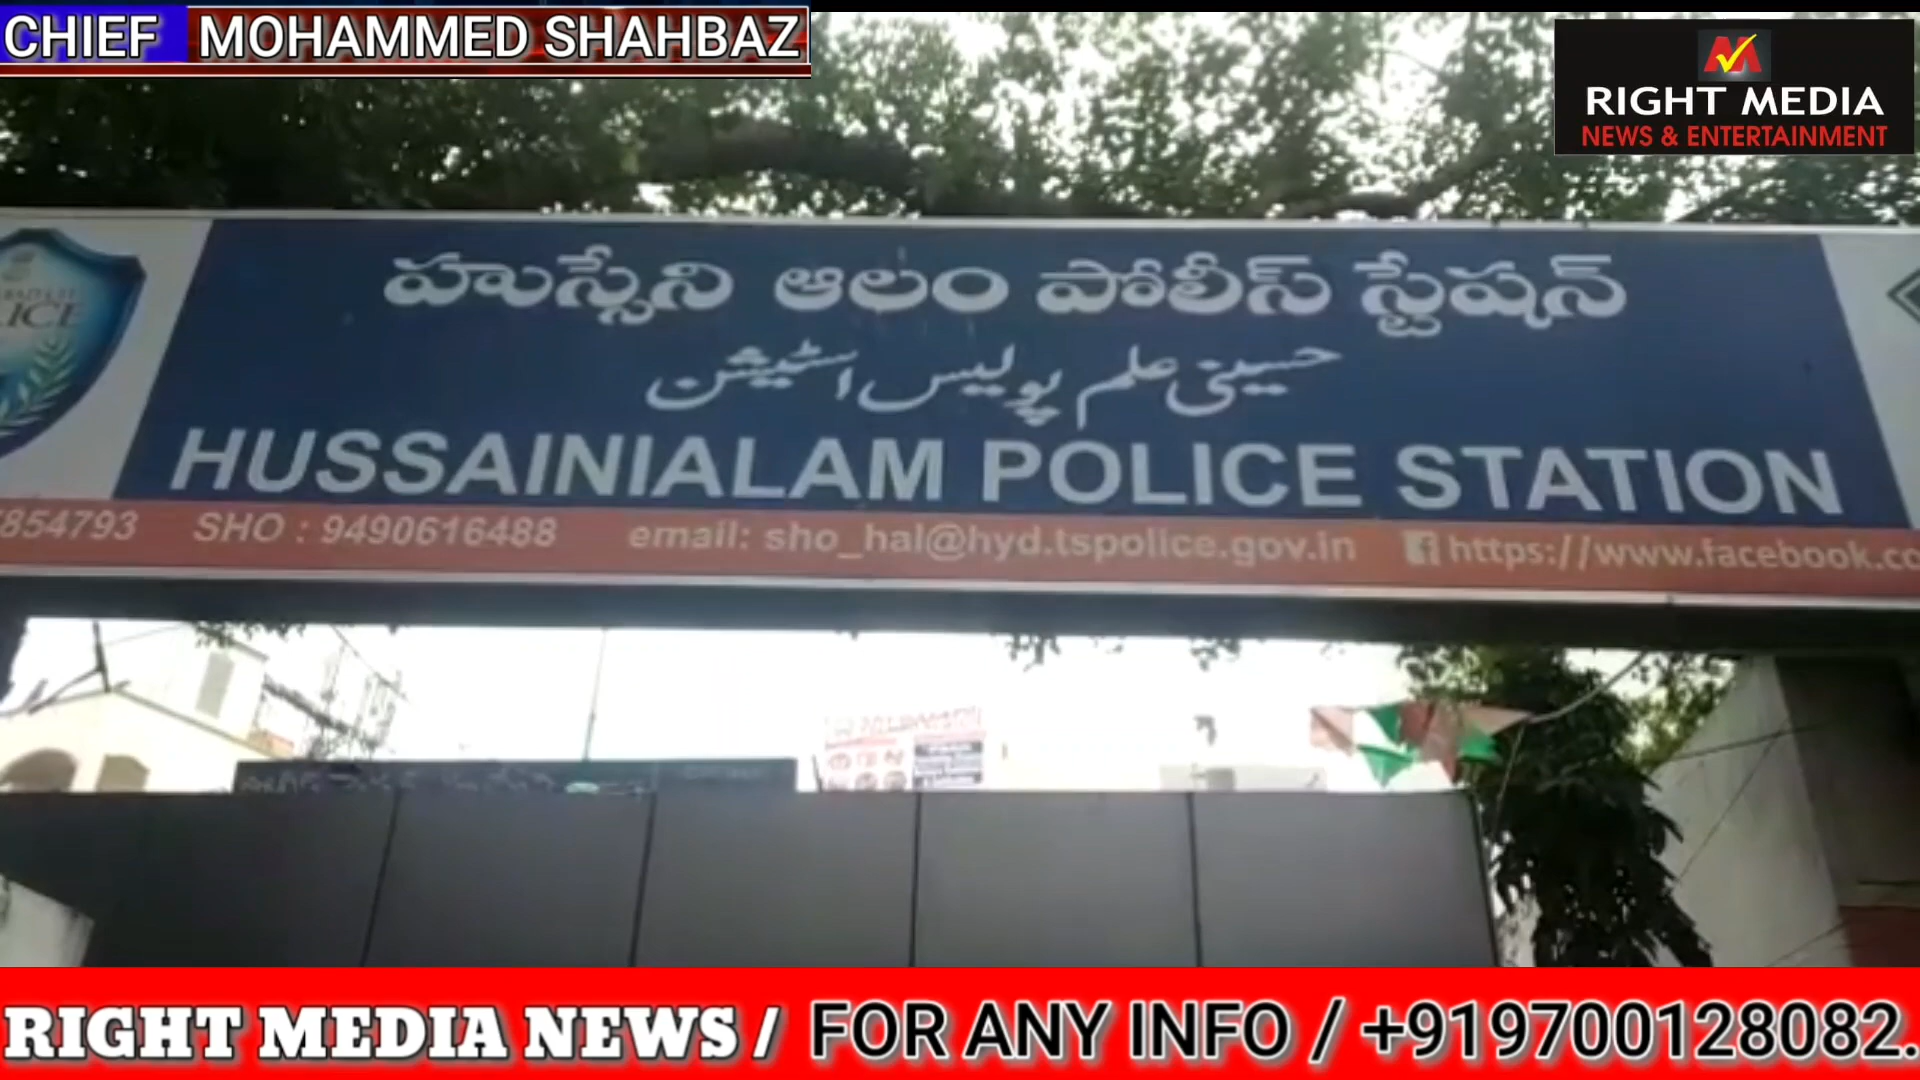 CHIEF MOHAMMED SHAHBAZ
RIGHT MEDIA
NEWS & ENTERTAINMENT
హుస్సేని ఆలం పోలీస్ స్టేషన్
حسینی علم پولیس اسٹیشن
HUSSAINIALAM POLICE STATION
854793 SHO : 9490616488 email: sho_hal@hyd.tspolice.gov.in https://www.facebook.co
RIGHT MEDIA NEWS / FOR ANY INFO / +919700128082.